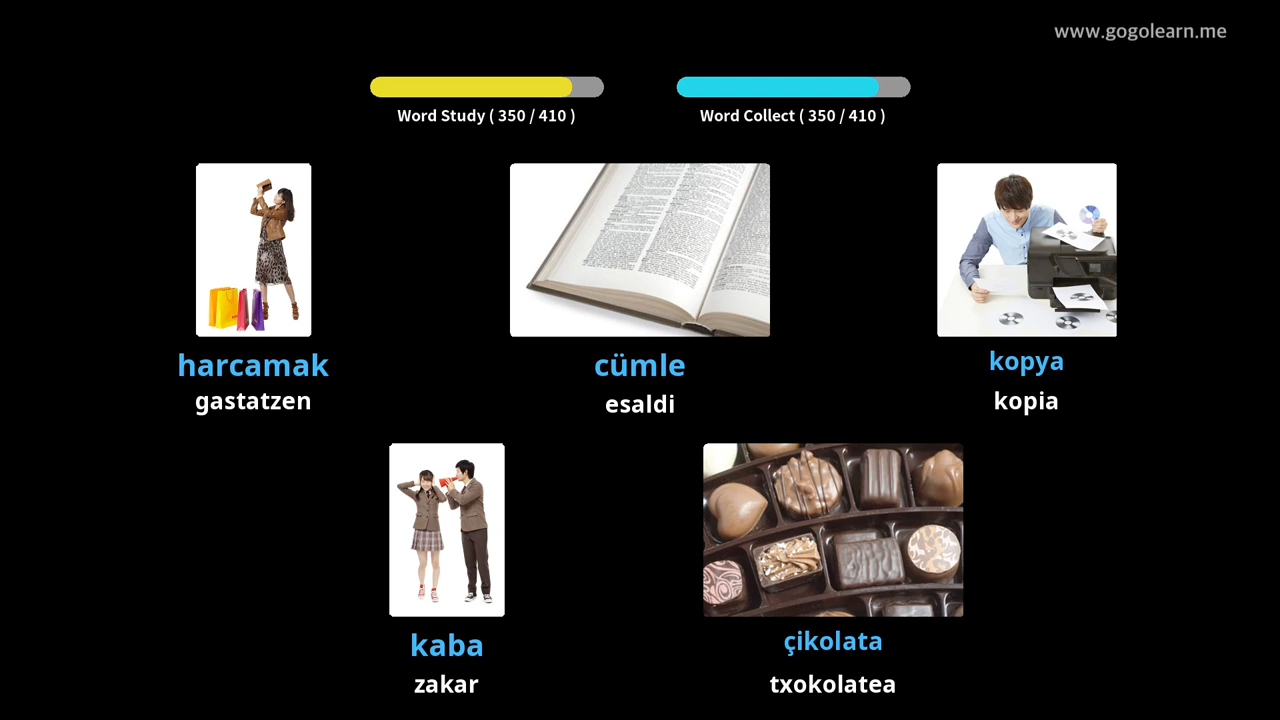 www.gogolearn.me
Word Study ( 350 / 410 )
Word Collect ( 350 / 410 )
harcamak
gastatzen
cümle
esaldi
kopya
kopia
kaba
zakar
çikolata
txokolatea